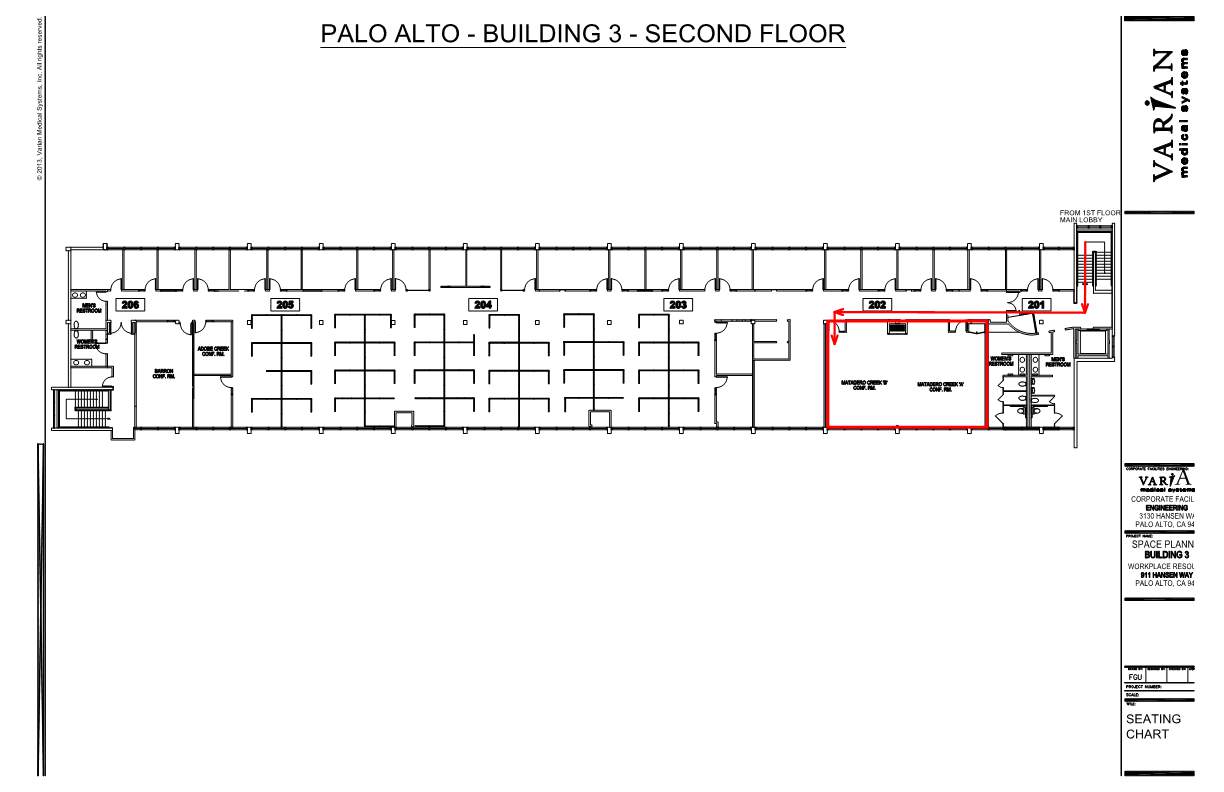 PALO ALTO - BUILDING 3 - SECOND FLOOR
© 2013, Varian Medical Systems, Inc. All rights reserved.
VARIAN
medical systems
FROM 1ST FLOOR
MAIN LOBBY
206
205
204
203
202
201
MEN'S
RESTROOM
WOMEN'S
RESTROOM
BARRON
CONF. RM.
ADOBE CREEK
CONF. RM.
MATADERO CREEK 'B'
CONF. RM.
MATADERO CREEK 'A'
CONF. RM.
WOMEN'S
RESTROOM
MEN'S
RESTROOM
CORPORATE FACILITIES ENGINEERING
VARIA
medical systems
CORPORATE FACIL
ENGINEERING
3130 HANSEN WA
PALO ALTO, CA 94
PROJECT NAME:
SPACE PLANN
BUILDING 3
WORKPLACE RESOU
911 HANSEN WAY
PALO ALTO, CA 94
FGU
PROJECT NUMBER:
SCALE:
TITLE:
SEATING
CHART